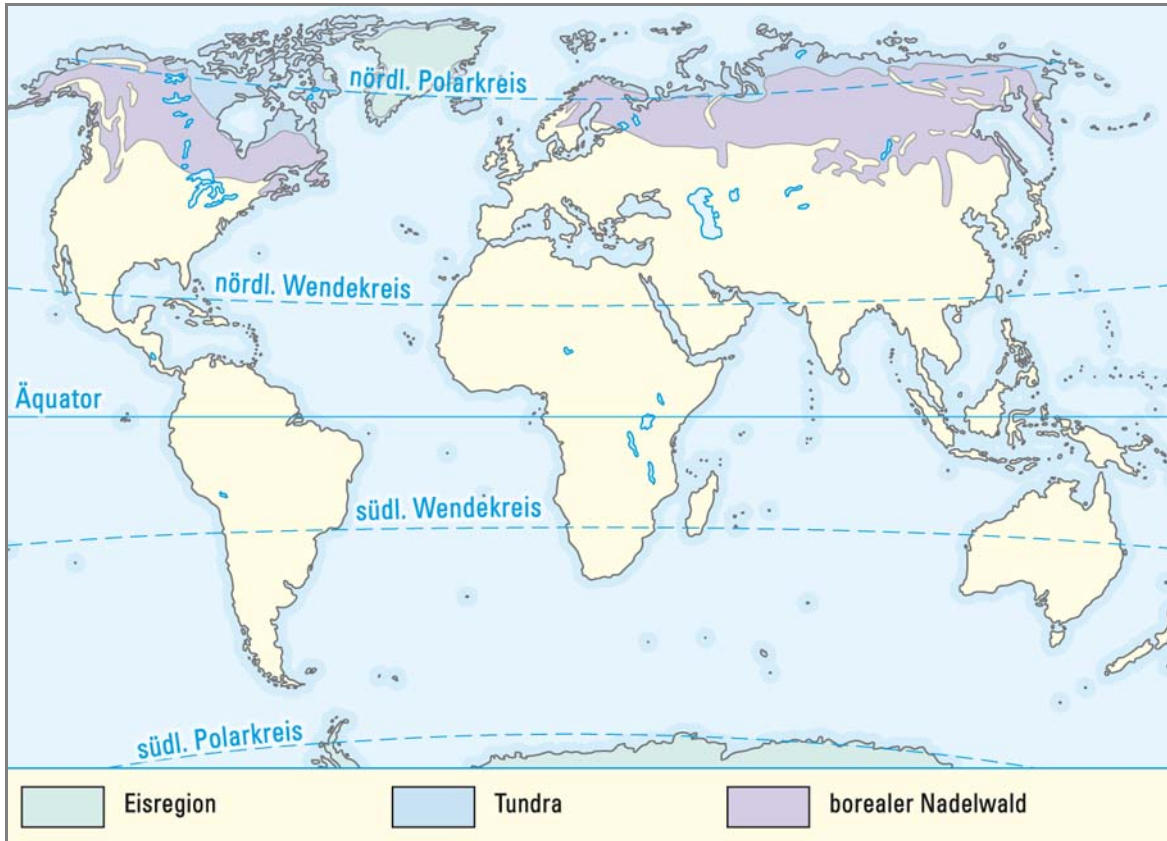 nördl. Polarkreis
nördl. Wendekreis
Äquator
südl. Wendekreis
südl. Polarkreis
Eisregion
Tundra
borealer Nadelwald